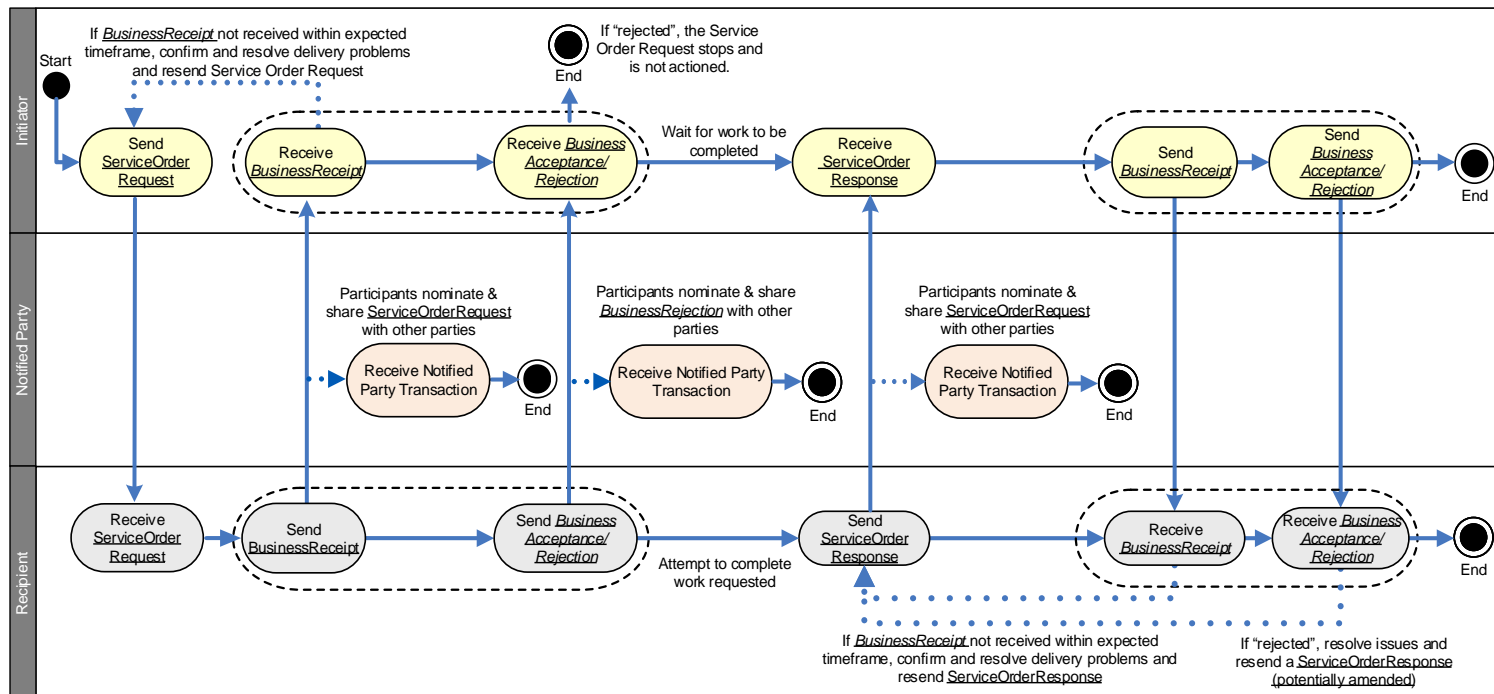 Initiator
Start
If BusinessReceipt not received within expected
timeframe, confirm and resolve delivery problems
and resend Service Order Request
End
If “rejected”, the Service
Order Request stops and
is not actioned.
Send
ServiceOrder
Request
Receive
BusinessReceipt
Receive Business
Acceptance/
Rejection
Wait for work to be
completed
Receive
ServiceOrder
Response
Send
BusinessReceipt
Send
Business
Acceptance/
Rejection
End
Notified Party
Participants nominate &
share ServiceOrderRequest
with other parties
Receive Notified
Party Transaction
End
Participants nominate & share
BusinessRejection with other
parties
Receive Notified Party
Transaction
End
Participants nominate &
share ServiceOrderRequest
with other parties
Receive Notified
Party Transaction
End
Recipient
Receive
ServiceOrder
Request
Send
BusinessReceipt
Send Business
Acceptance/
Rejection
Attempt to complete
work requested
Send
ServiceOrder
Response
Receive
BusinessReceipt
Receive Business
Acceptance/
Rejection
End
If BusinessReceipt not received within expected
timeframe, confirm and resolve delivery problems and
resend ServiceOrderResponse
If “rejected”, resolve issues and
resend a ServiceOrderResponse
(potentially amended)